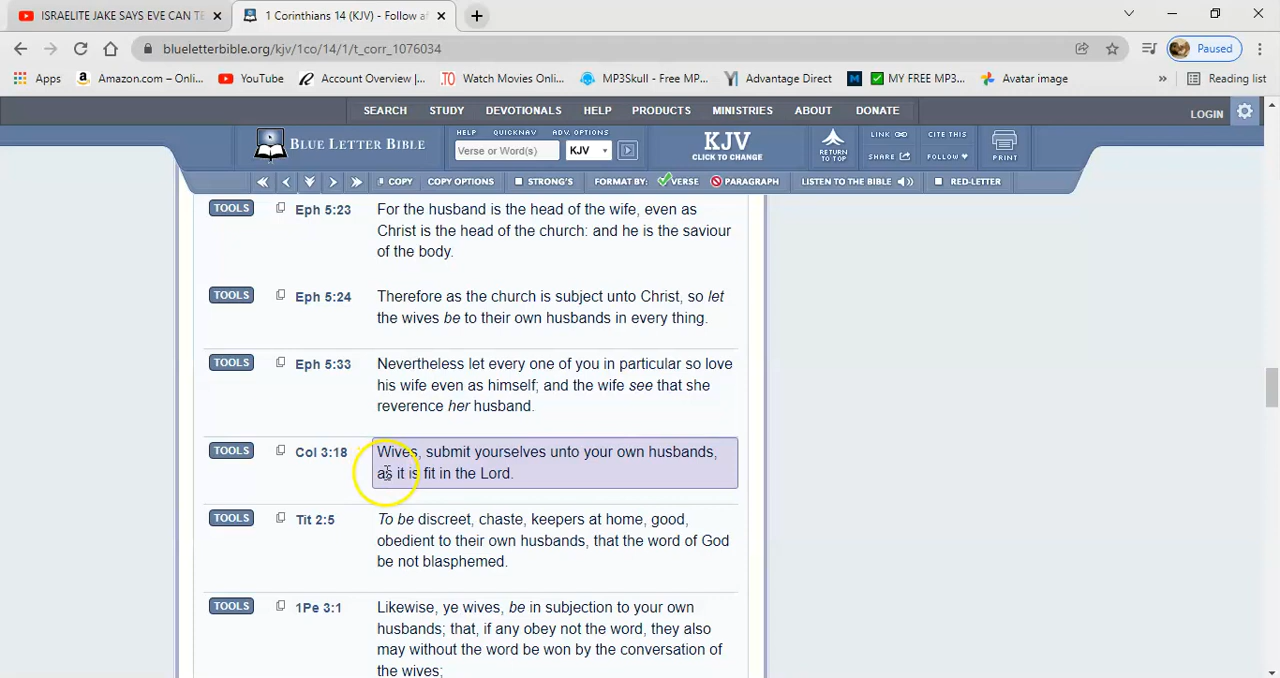 ISRAELITE JAKE SAYS EVE CAN TE
1 Corinthians 14 (KJV) - Follow af
blueletterbible.org/kjv/1co/14/1/t_corr_1076034
Paused
Apps
Amazon.com – Onli...
YouTube
Account Overview |...
TO Watch Movies Onl...
MP3Skull - Free MP...
Advantage Direct
M
MY FREE MP3...
Avatar image
»
Reading list
SEARCH STUDY DEVOTIONALS HELP PRODUCTS MINISTRIES ABOUT DONATE
LOGIN
BLUE LETTER BIBLE
HELP QUICKNAV ADV. OPTIONS
Verse or Word(s)
KJV
KJV
CLICK TO CHANGE
RETURN
TO TOP
LINK
CITE THIS
SHARE
FOLLOW
PRINT
COPY COPY OPTIONS STRONG'S FORMAT BY: VERSE PARAGRAPH LISTEN TO THE BIBLE RED-LETTER
TOOLS Eph 5:23 For the husband is the head of the wife, even as
Christ is the head of the church: and he is the saviour
of the body.
TOOLS Eph 5:24 Therefore as the church is subject unto Christ, so let
the wives be to their own husbands in every thing.
TOOLS Eph 5:33 Nevertheless let every one of you in particular so love
his wife even as himself; and the wife see that she
reverence her husband.
TOOLS Col 3:18 Wives, submit yourselves unto your own husbands,
as it is fit in the Lord.
TOOLS Tit 2:5 To be discreet, chaste, keepers at home, good,
obedient to their own husbands, that the word of God
be not blasphemed.
TOOLS 1Pe 3:1 Likewise, ye wives, be in subjection to your own
husbands; that, if any obey not the word, they also
may without the word be won by the conversation of
the wives;